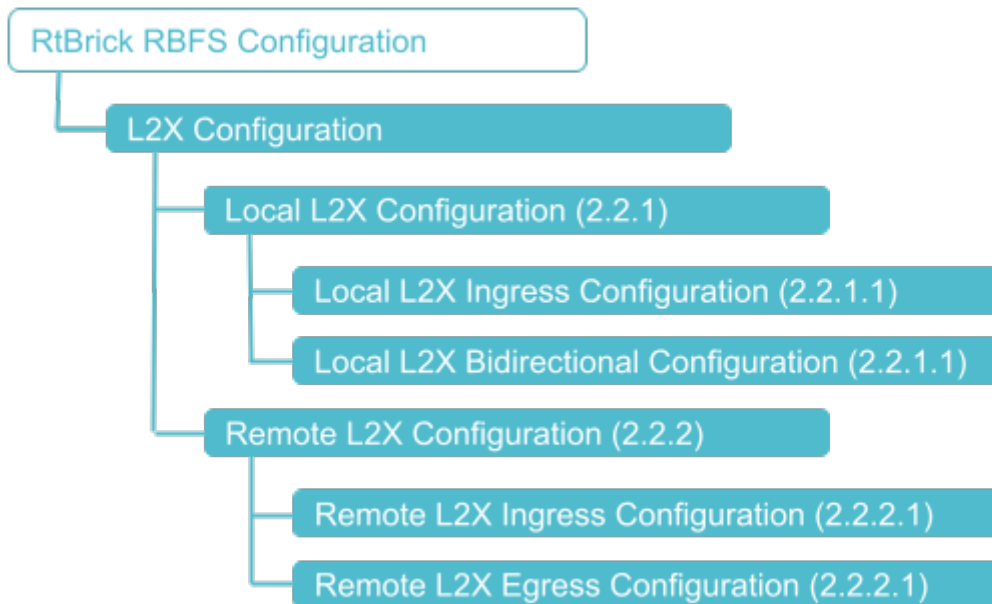 RtBrick RBFS Configuration
L2X Configuration
Local L2X Configuration (2.2.1)
Local L2X Ingress Configuration (2.2.1.1)
Local L2X Bidirectional Configuration (2.2.1.1)
Remote L2X Configuration (2.2.2)
Remote L2X Ingress Configuration (2.2.2.1)
Remote L2X Egress Configuration (2.2.2.1)